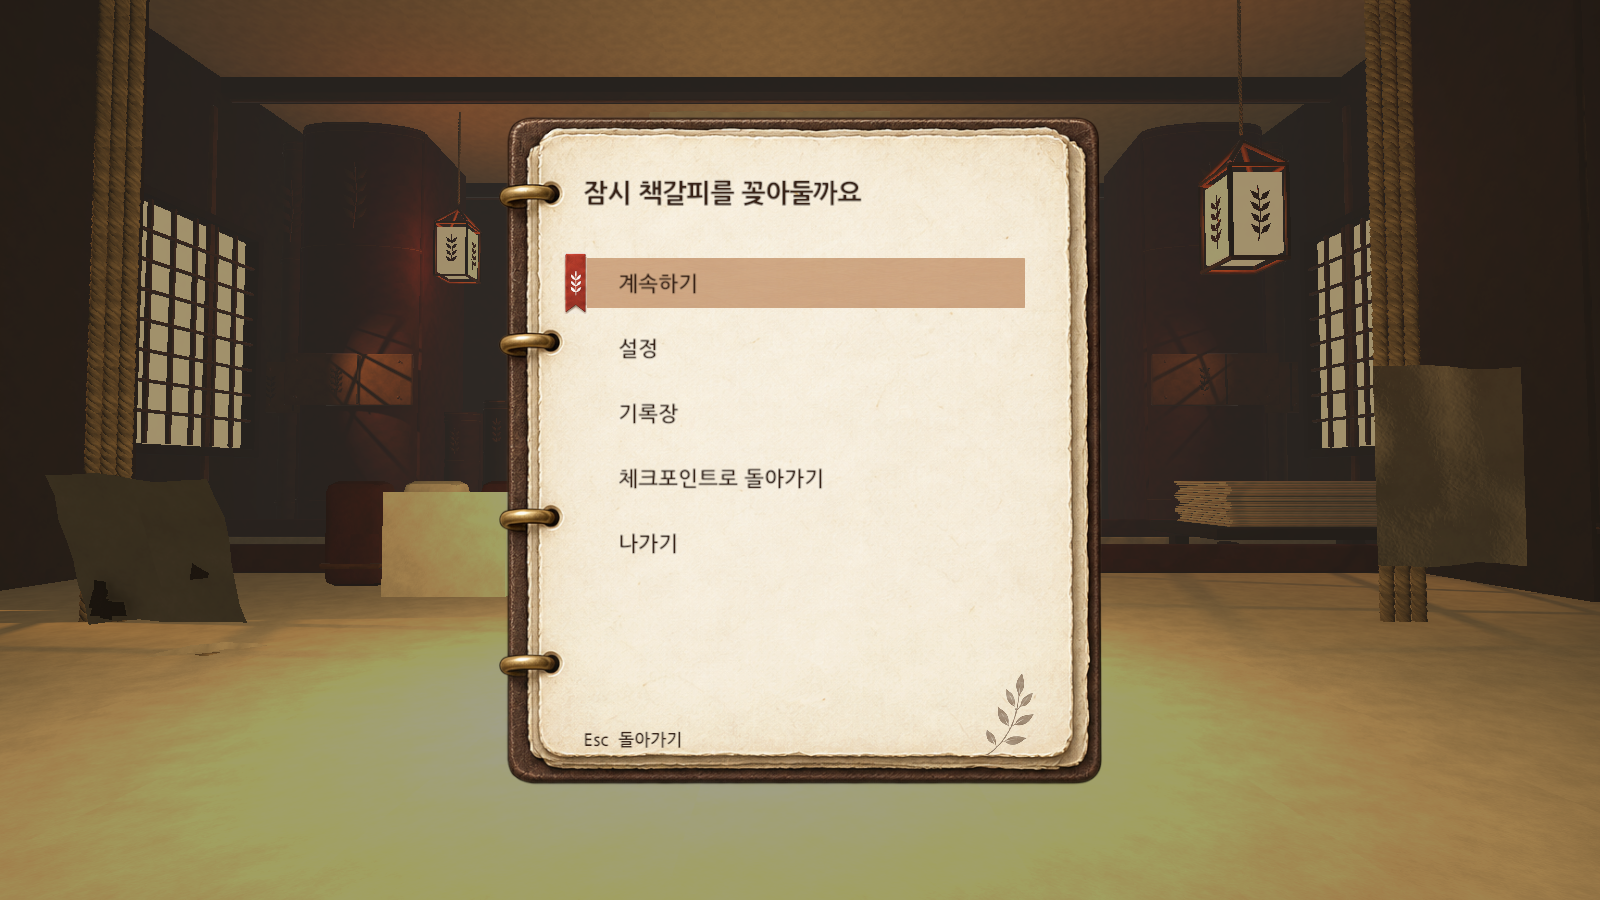 잠시 책갈피를 꽂아둘까요
계속하기
설정
기록장
체크포인트로 돌아가기
나가기
Esc 돌아가기